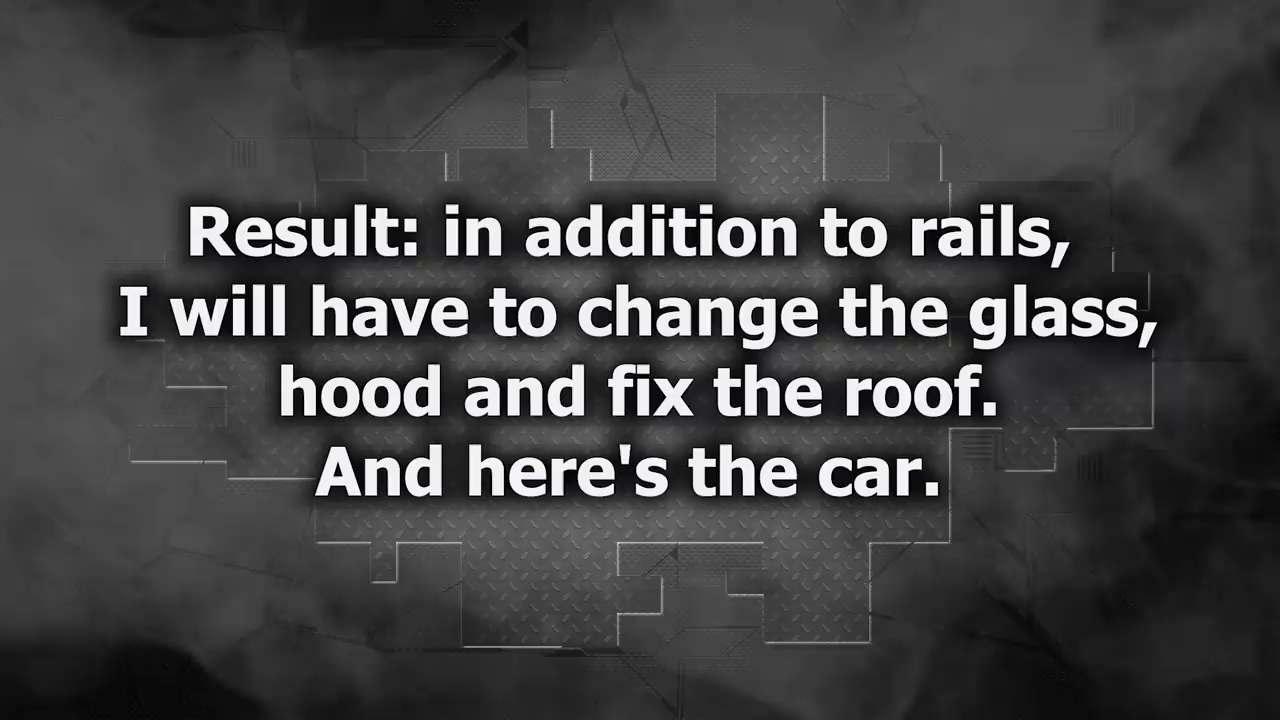 Result: in addition to rails,
I will have to change the glass,
hood and fix the roof.
And here's the car.